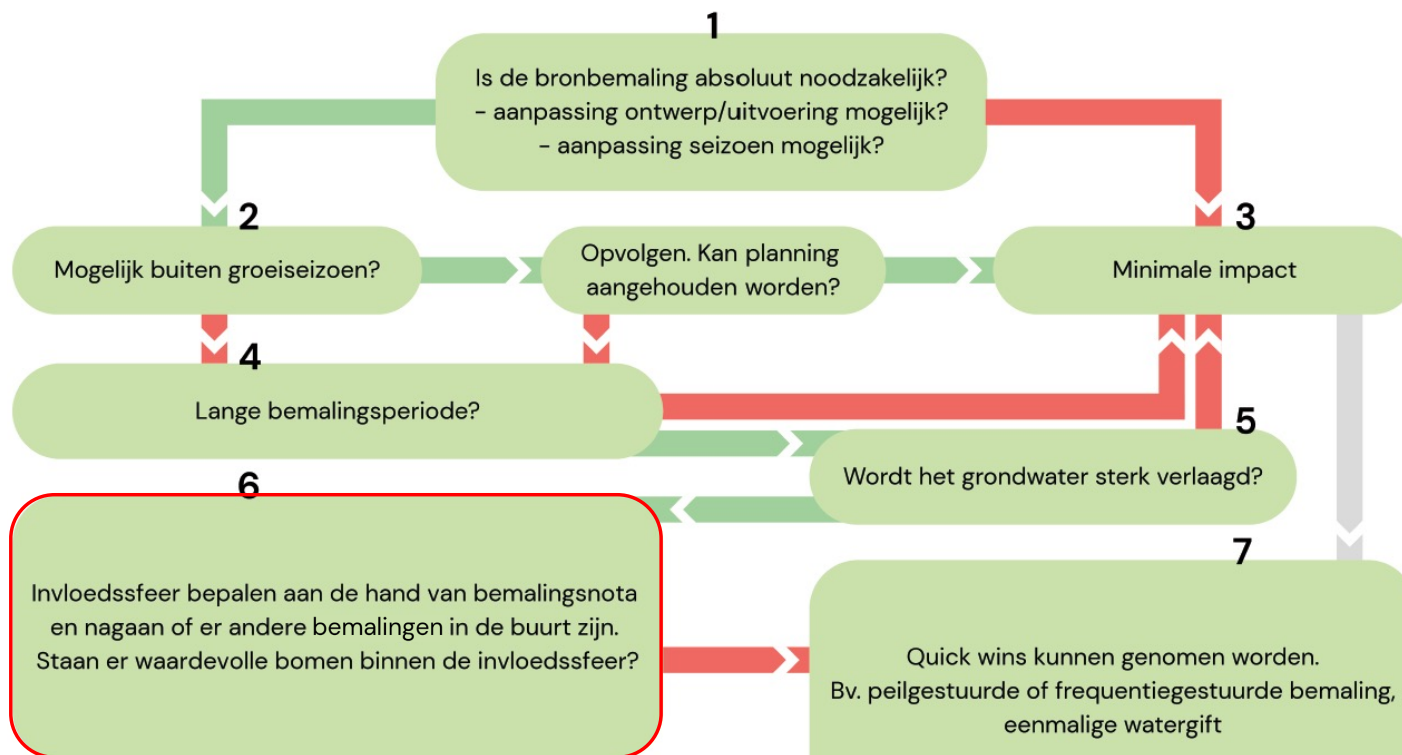 1
Is de bronbemaling absoluut noodzakelijk?
- aanpassing ontwerp/uitvoering mogelijk?
- aanpassing seizoen mogelijk?
2
Mogelijk buiten groeiseizoen?
Opvolgen. Kan planning
aangehouden worden?
3
Minimale impact
4
Lange bemalingsperiode?
5
Wordt het grondwater sterk verlaagd?
6
Invloedssfeer bepalen aan de hand van bemalingsnota
en nagaan of er andere bemalingen in de buurt zijn.
Staan er waardevolle bomen binnen de invloedssfeer?
7
Quick wins kunnen genomen worden.
Bv. peilgestuurde of frequentiegestuurde bemaling,
eenmalige watergift